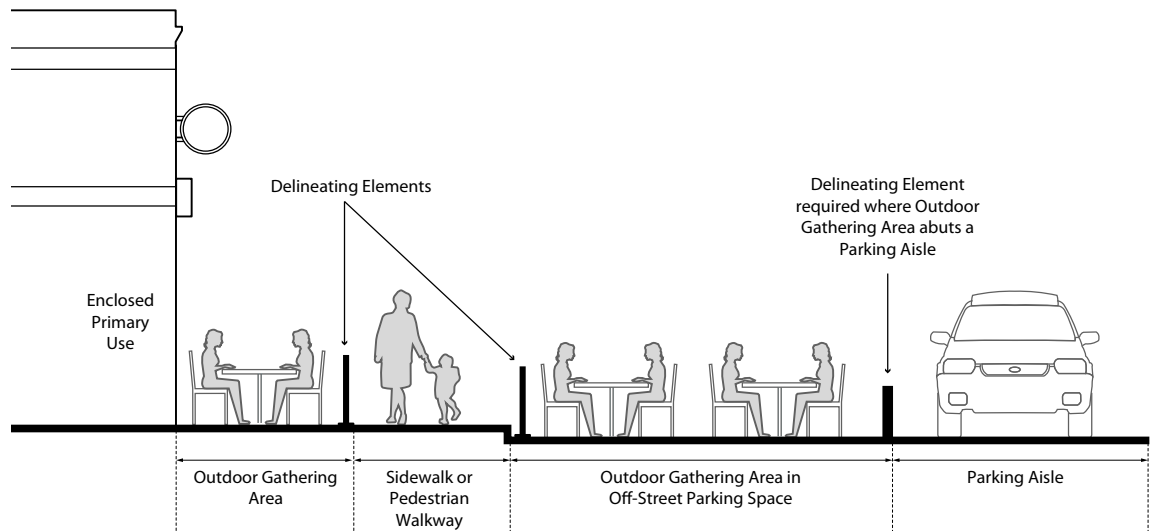 Delineating Elements
Delineating Element
required where Outdoor
Gathering Area abuts a
Parking Aisle
Enclosed
Primary
Use
Outdoor Gathering
Area
Sidewalk or
Pedestrian
Walkway
Outdoor Gathering Area in
Off-Street Parking Space
Parking Aisle